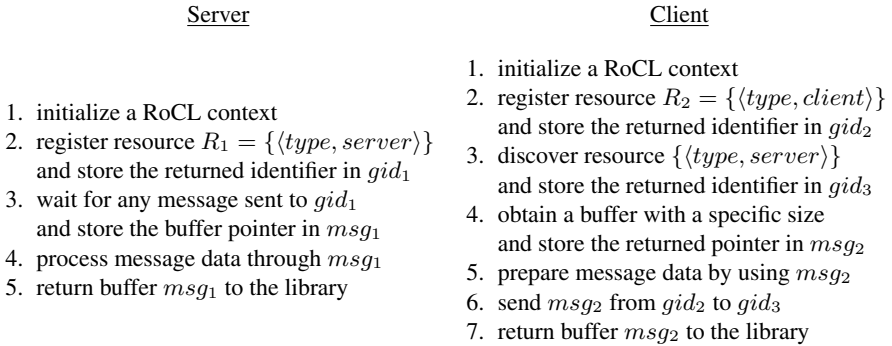 Server
1. initialize a RoCL context
2. register resource R₁ = {⟨type, server⟩}
and store the returned identifier in gid₁
3. wait for any message sent to gid₁
and store the buffer pointer in msg₁
4. process message data through msg₁
5. return buffer msg₁ to the library
Client
1. initialize a RoCL context
2. register resource R₂ = {⟨type, client⟩}
and store the returned identifier in gid₂
3. discover resource {⟨type, server⟩}
and store the returned identifier in gid₃
4. obtain a buffer with a specific size
and store the returned pointer in msg₂
5. prepare message data by using msg₂
6. send msg₂ from gid₂ to gid₃
7. return buffer msg₂ to the library